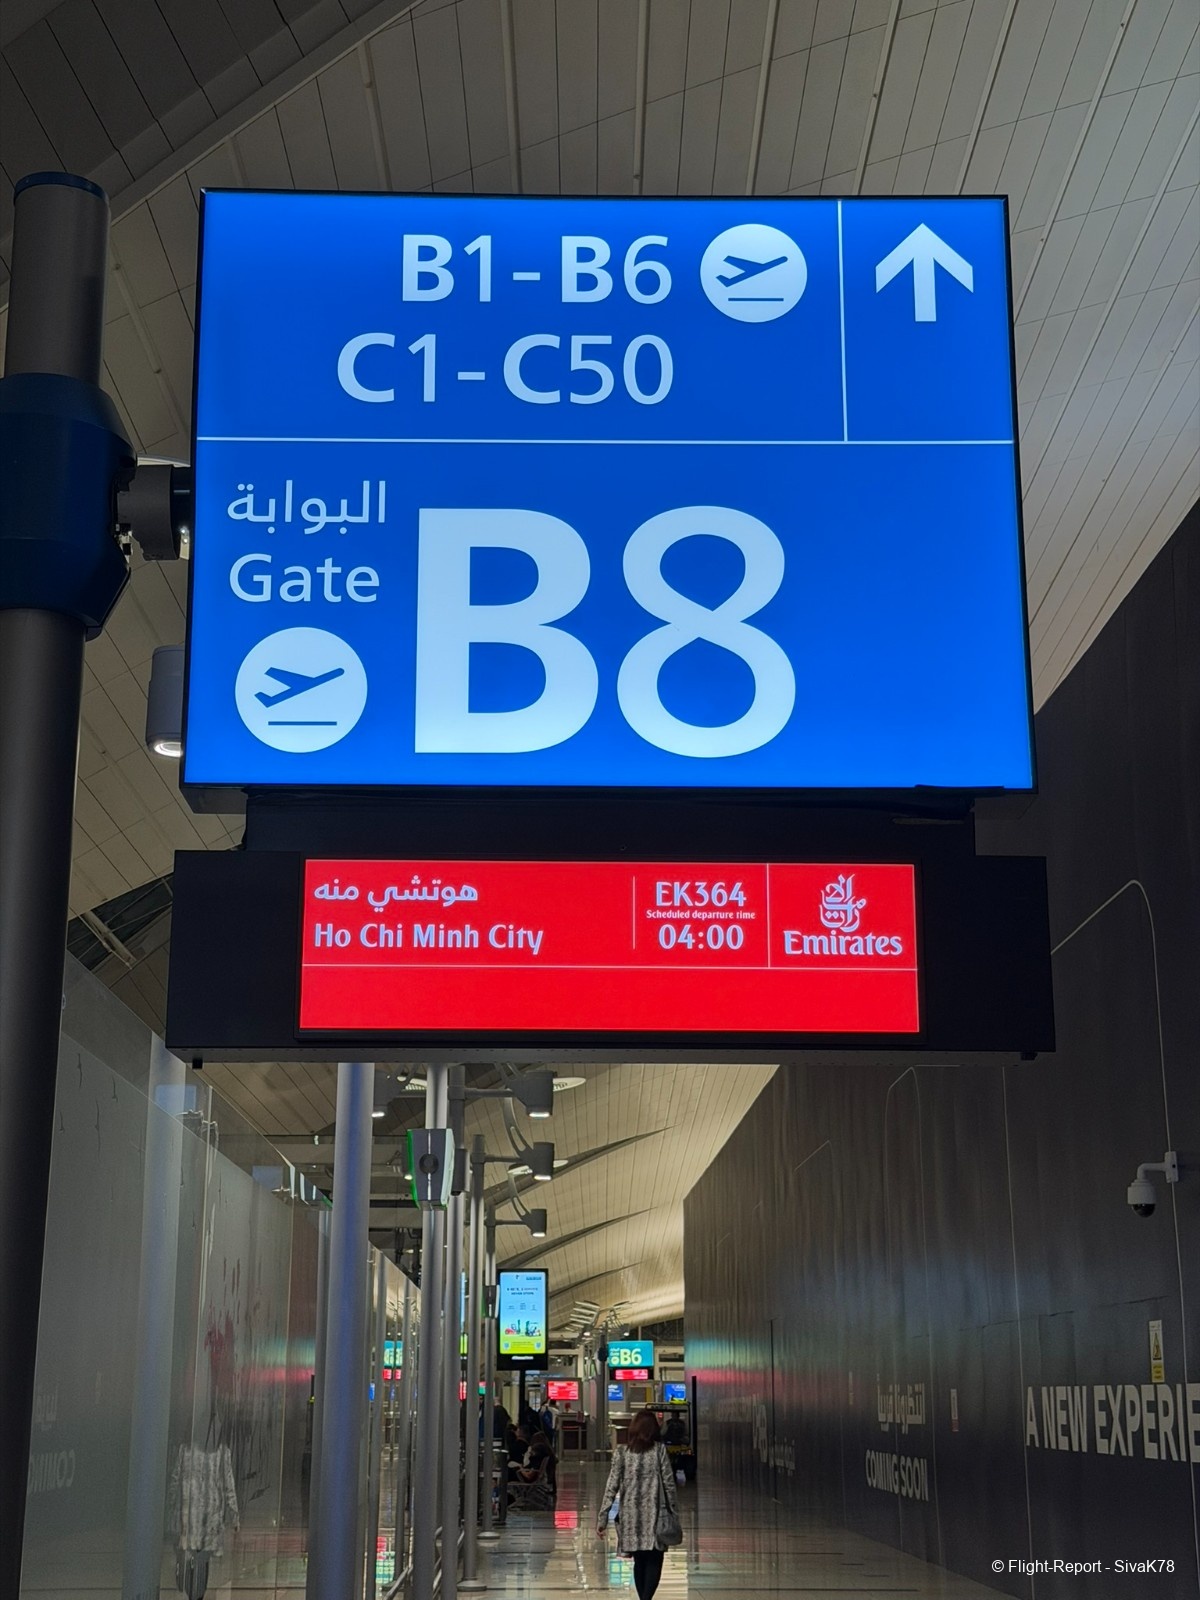 B1-B6
C1-C50
البوابة
Gate
B8
هوتشي منه
Ho Chi Minh City
EK364
Scheduled departure time
04:00
Emirates
B6
A NEW EXPERIE
COMING SOON
© Flight-Report - SivaK78